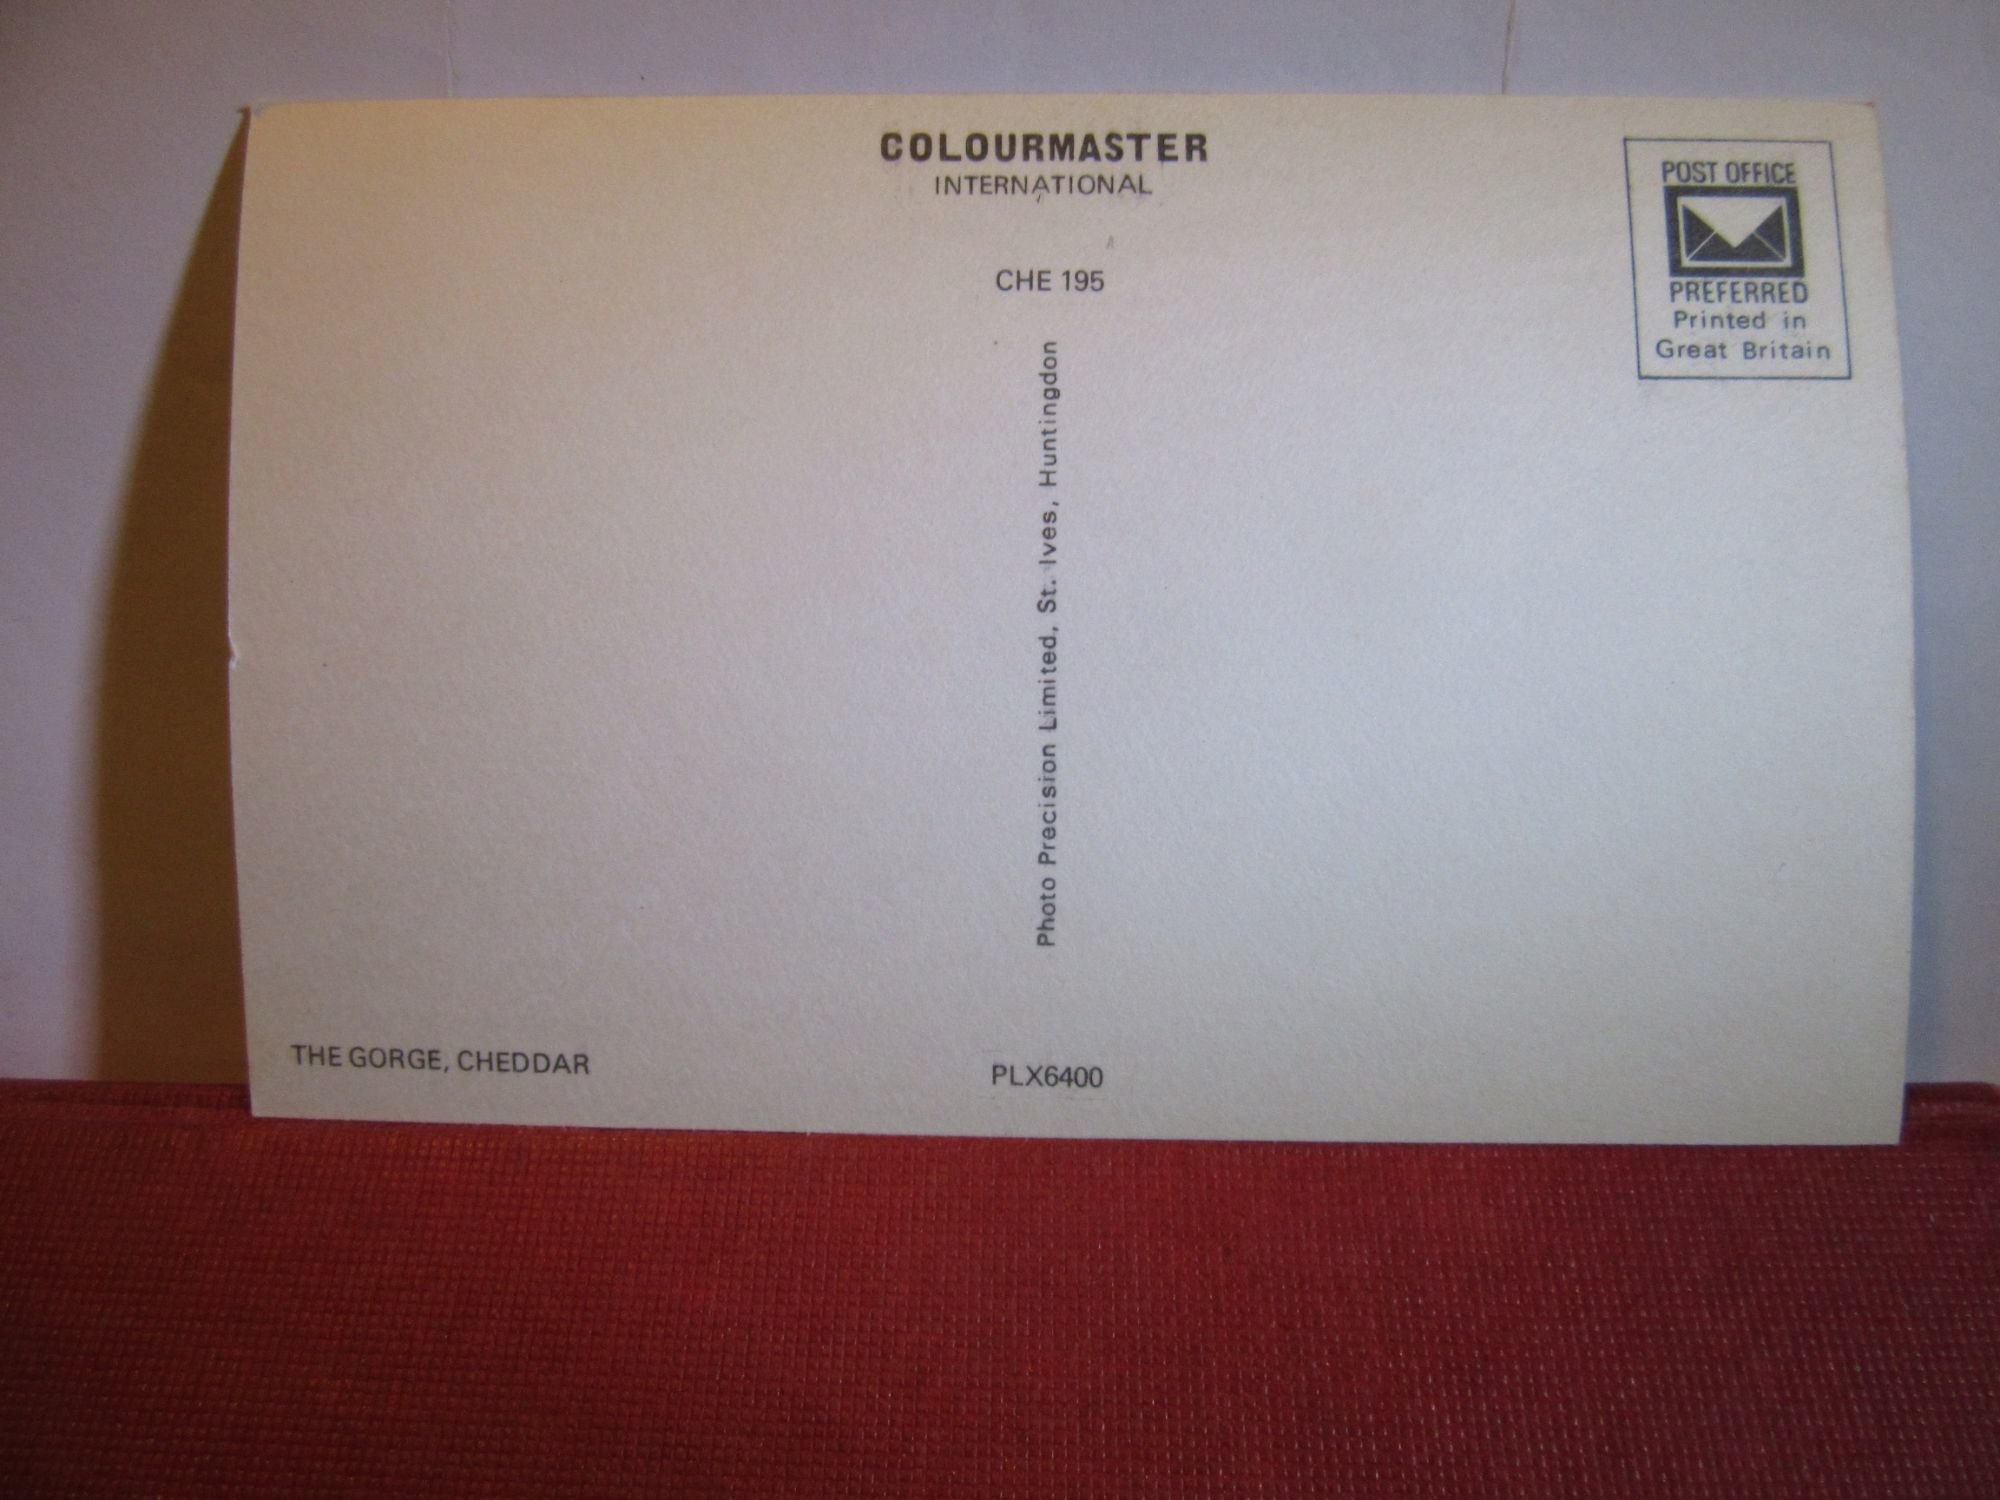 COLOURMASTER
INTERNATIONAL
CHE 195
POST OFFICE
PREFERRED
Printed in
Great Britain
Photo Precision Limited, St. Ives, Huntingdon
THE GORGE, CHEDDAR
PLX6400